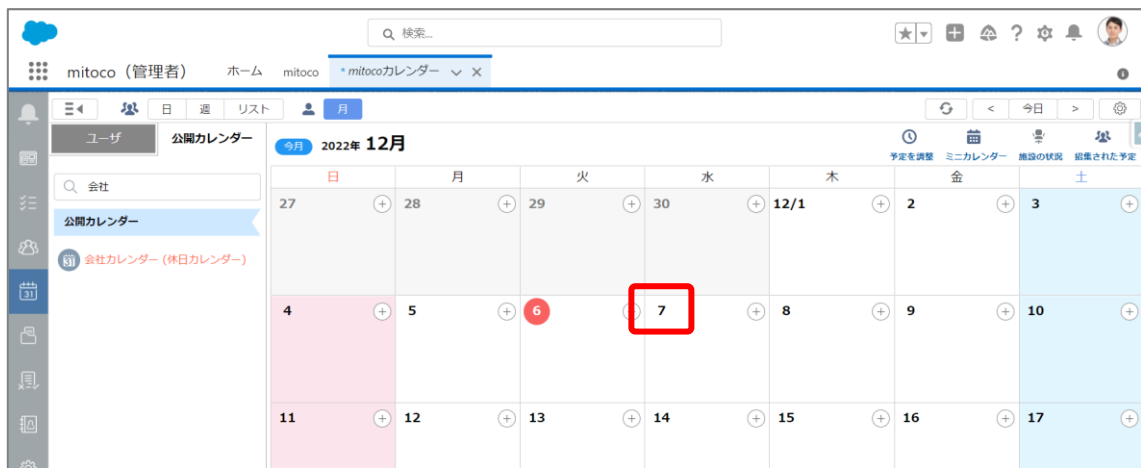 検索...
mitoco（管理者） ホーム mitoco * mitocoカレンダー
日 週 リスト 月 < 今日 >
ユーザ 公開カレンダー
今月 2022年 12月
予定を調整 ミニカレンダー 施設の状況 招集された予定
会社
公開カレンダー
31 会社カレンダー (休日カレンダー)
31
日 月 火 水 木 金 土
27 28 29 30 12/1 2 3
4 5 6 7 8 9 10
11 12 13 14 15 16 17